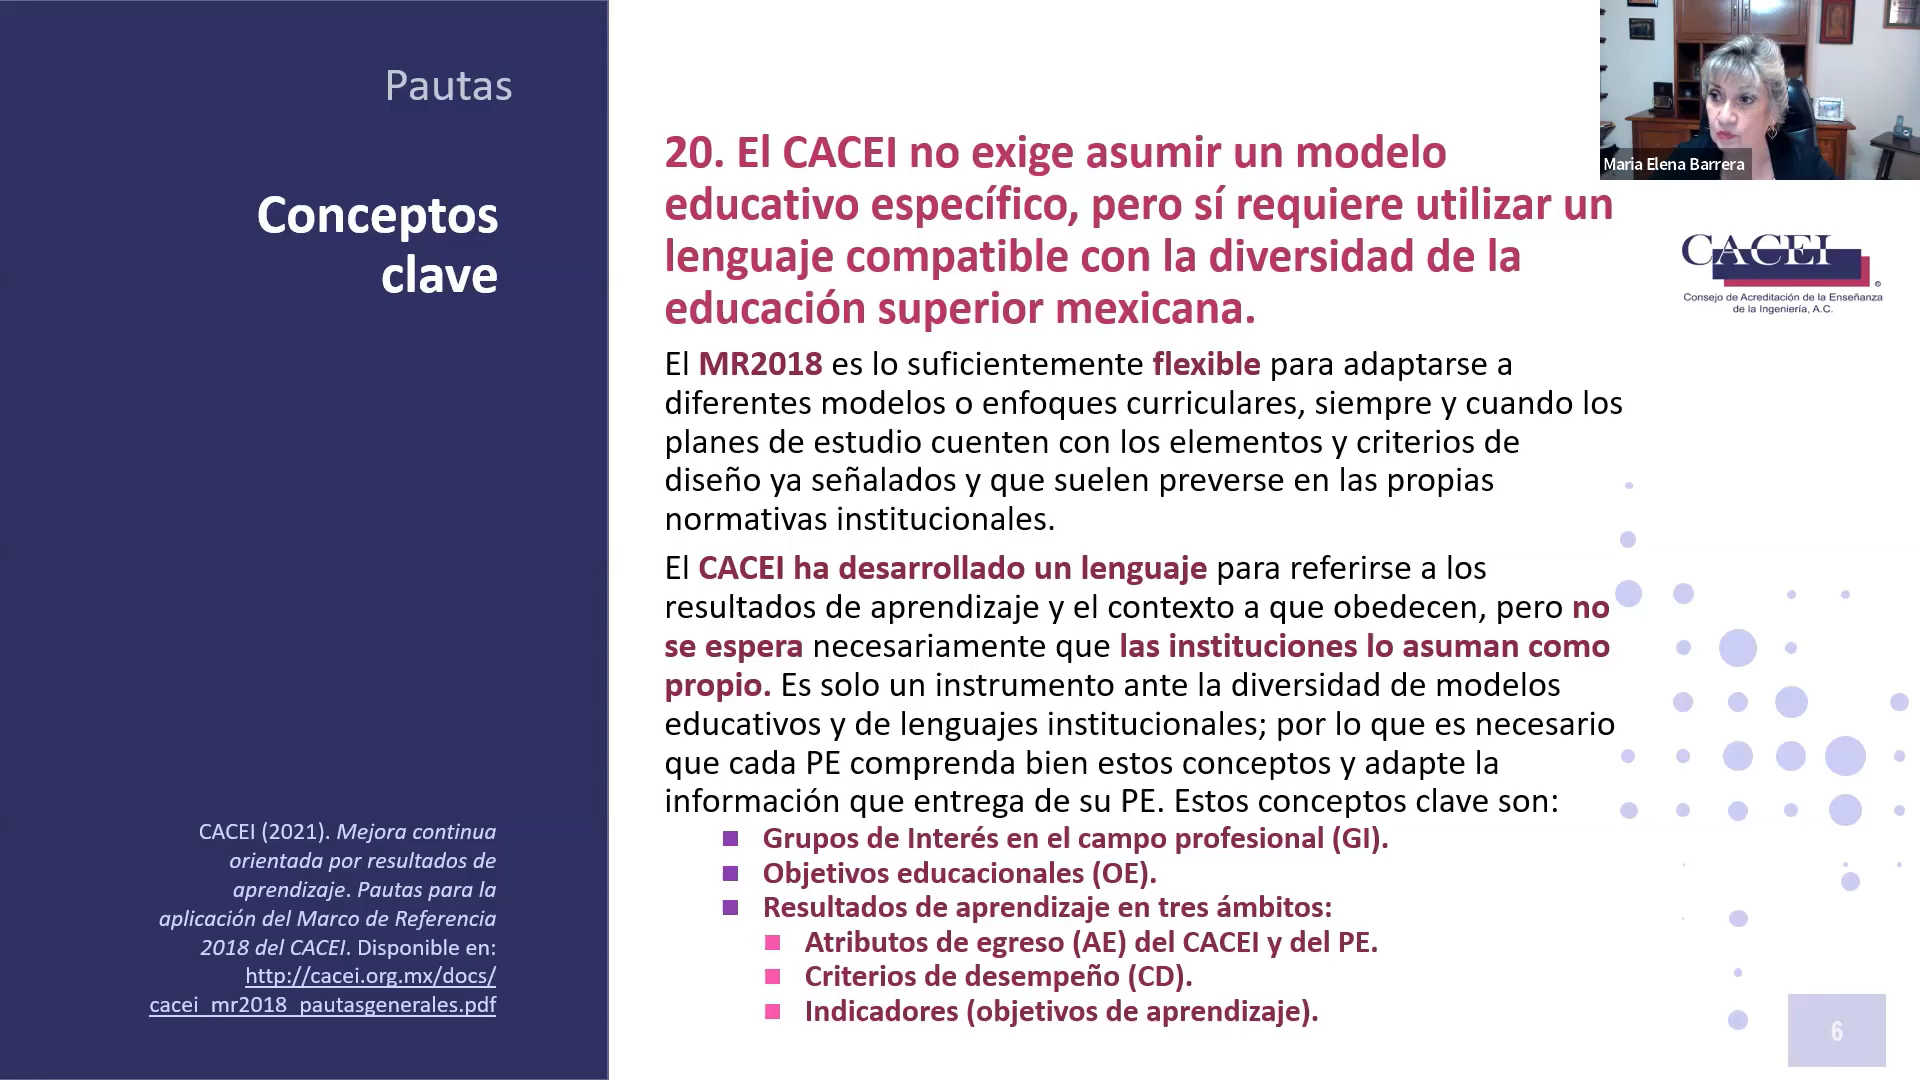 Pautas
Conceptos
clave
CACEI (2021). Mejora continua
orientada por resultados de
aprendizaje. Pautas para la
aplicación del Marco de Referencia
2018 del CACEI. Disponible en:
http://cacei.org.mx/docs/
cacei_mr2018_pautasgenerales.pdf
20. El CACEI no exige asumir un modelo
educativo específico, pero sí requiere utilizar un
lenguaje compatible con la diversidad de la
educación superior mexicana.
El MR2018 es lo suficientemente flexible para adaptarse a
diferentes modelos o enfoques curriculares, siempre y cuando los
planes de estudio cuenten con los elementos y criterios de
diseño ya señalados y que suelen preverse en las propias
normativas institucionales.
El CACEI ha desarrollado un lenguaje para referirse a los
resultados de aprendizaje y el contexto a que obedecen, pero no
se espera necesariamente que las instituciones lo asuman como
propio. Es solo un instrumento ante la diversidad de modelos
educativos y de lenguajes institucionales; por lo que es necesario
que cada PE comprenda bien estos conceptos y adapte la
información que entrega de su PE. Estos conceptos clave son:
Grupos de Interés en el campo profesional (GI).
Objetivos educacionales (OE).
Resultados de aprendizaje en tres ámbitos:
Atributos de egreso (AE) del CACEI y del PE.
Criterios de desempeño (CD).
Indicadores (objetivos de aprendizaje).
Maria Elena Barrera
CACEI®
Consejo de Acreditación de la Enseñanza
de la Ingeniería, A.C.
6